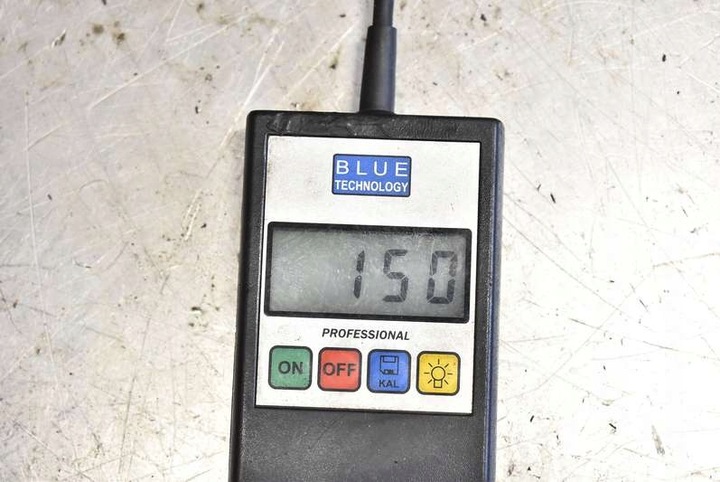 BLUE
TECHNOLOGY
150
PROFESSIONAL
ON OFF KAL